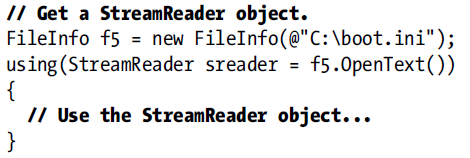 // Get a StreamReader object.
FileInfo f5 = new FileInfo(@"C:\boot.ini");
using(StreamReader sreader = f5.OpenText())
{
  // Use the StreamReader object...
}